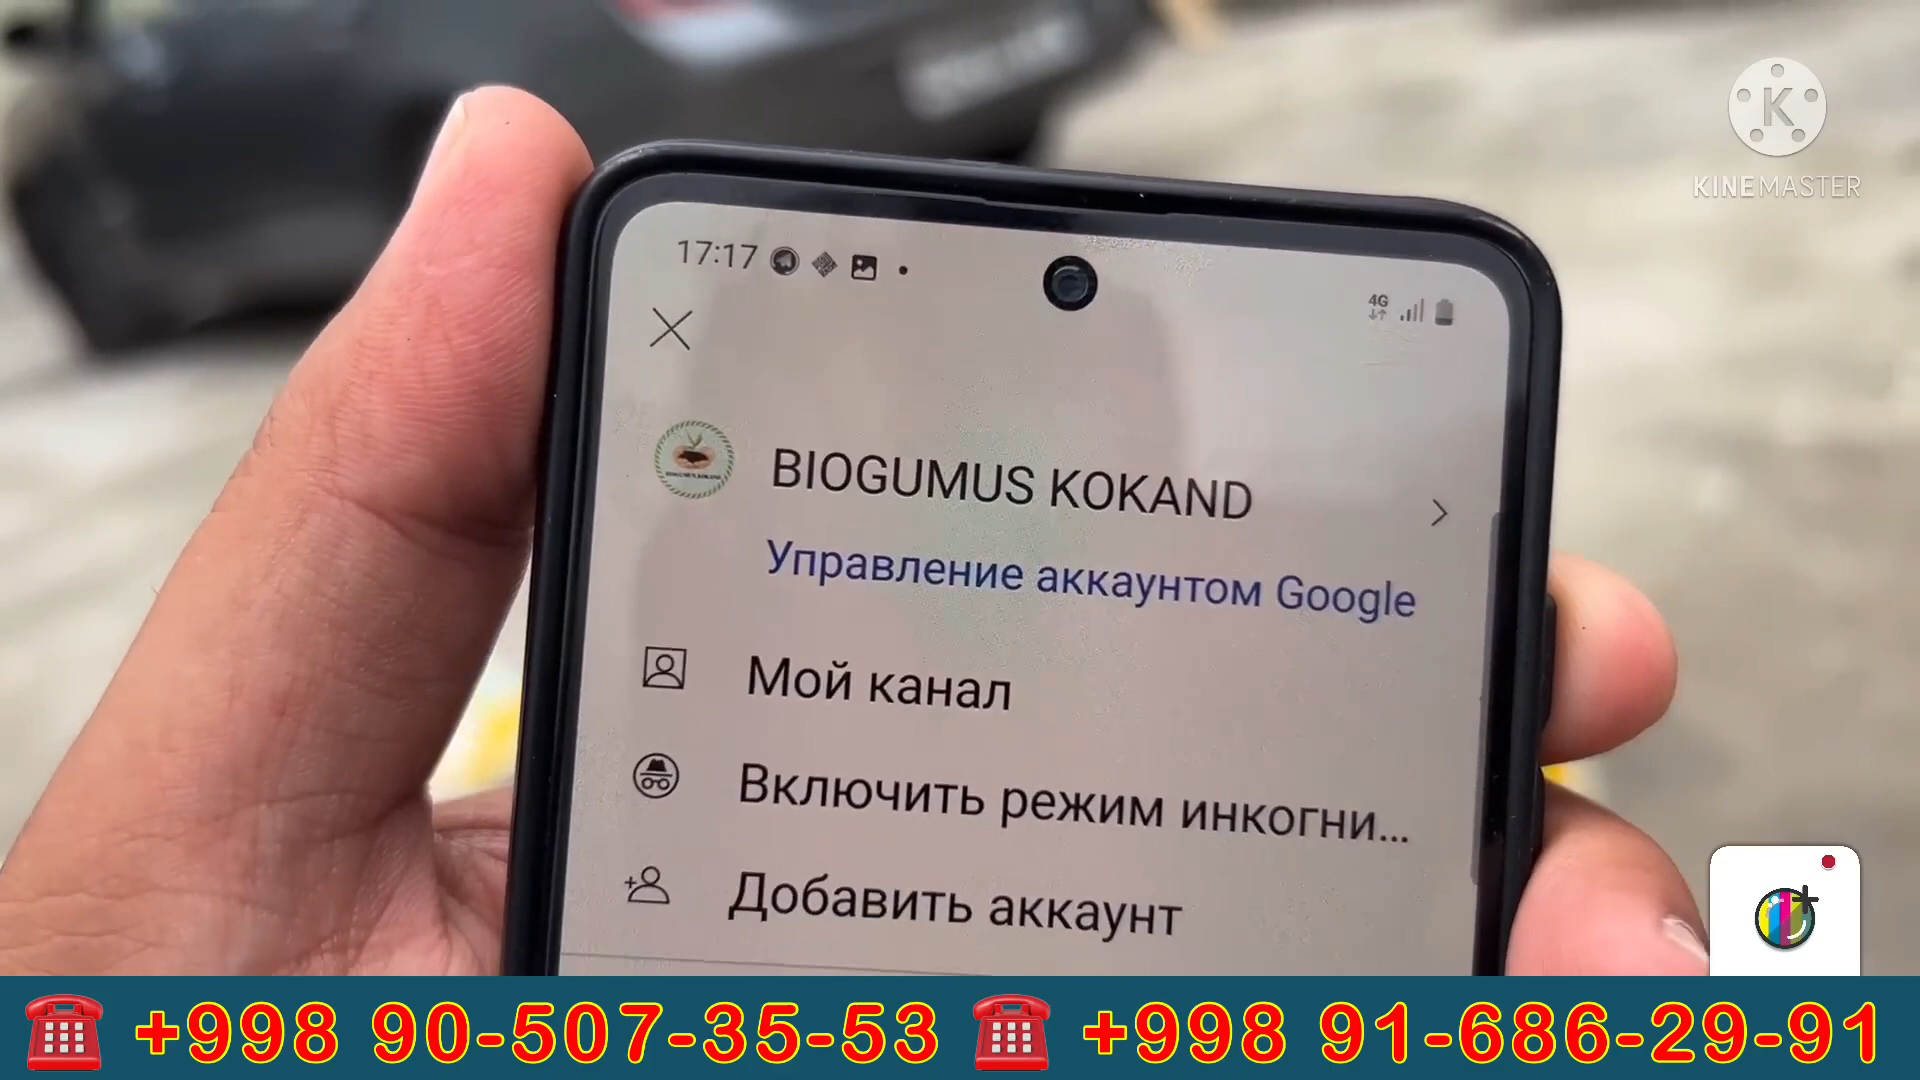 K
KINEMASTER
17:17
4G
BIOGUMUS KOKAND
Управление аккаунтом Google
Мой канал
Включить режим инкогни...
Добавить аккаунт
+998 90-507-35-53
+998 91-686-29-91